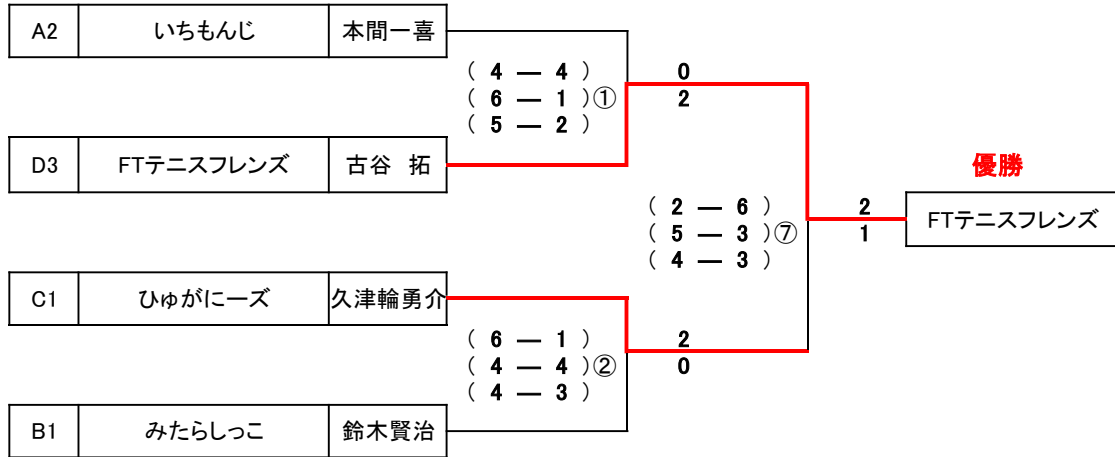 A2 いちもんじ 本間一喜
( 4 — 4 ) 0
( 6 — 1 )① 2
( 5 — 2 )
D3 FTテニスフレンズ 古谷 拓
優勝
( 2 — 6 ) 2
FTテニスフレンズ
( 5 — 3 )⑦ 1
( 4 — 3 )
C1 ひゅがにーズ 久津輪勇介
( 6 — 1 ) 2
( 4 — 4 )② 0
( 4 — 3 )
B1 みたらしっこ 鈴木賢治